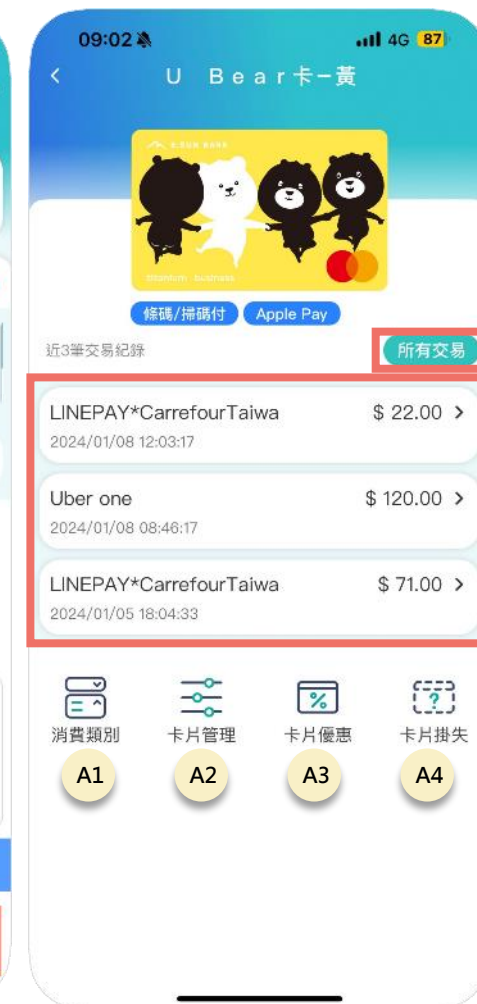 09:02 4G 87
U Bear卡-黃
E.SUN BANK
titanium business
條碼/掃碼付 Apple Pay
近3筆交易紀錄 所有交易
LINEPAY*CarrefourTaiwa $ 22.00 >
2024/01/08 12:03:17
Uber one $ 120.00 >
2024/01/08 08:46:17
LINEPAY*CarrefourTaiwa $ 71.00 >
2024/01/05 18:04:33
消費類別 卡片管理 卡片優惠 卡片掛失
A1 A2 A3 A4